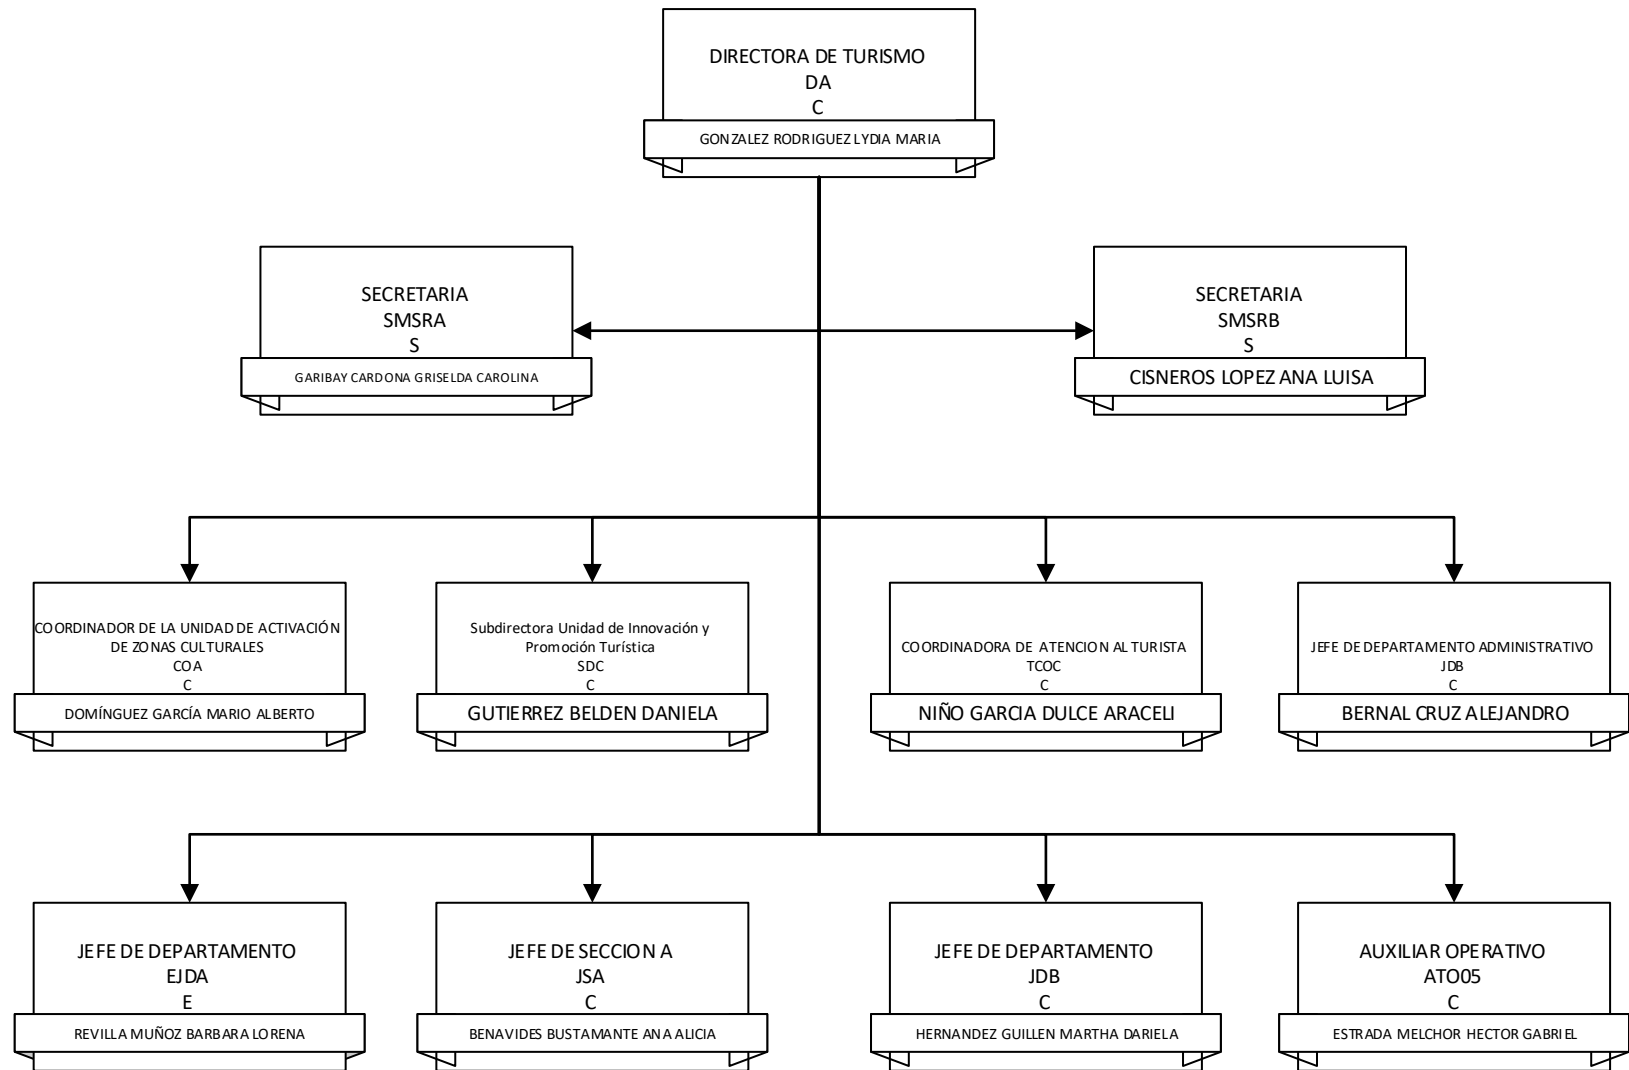 DIRECTORA DE TURISMO
DA
C
GONZALEZ RODRIGUEZ LYDIA MARIA
SECRETARIA
SMSRA
S
GARIBAY CARDONA GRISELDA CAROLINA
SECRETARIA
SMSRB
S
CISNEROS LOPEZ ANA LUISA
COORDINADOR DE LA UNIDAD DE ACTIVACIÓN
DE ZONAS CULTURALES
COA
C
DOMÍNGUEZ GARCÍA MARIO ALBERTO
Subdirectora Unidad de Innovación y
Promoción Turística
SDC
C
GUTIERREZ BELDEN DANIELA
COORDINADORA DE ATENCION AL TURISTA
TCOC
C
NIÑO GARCIA DULCE ARACELI
JEFE DE DEPARTAMENTO ADMINISTRATIVO
JDB
C
BERNAL CRUZ ALEJANDRO
JEFE DE DEPARTAMENTO
EJDA
E
REVILLA MUÑOZ BARBARA LORENA
JEFE DE SECCION A
JSA
C
BENAVIDES BUSTAMANTE ANA ALICIA
JEFE DE DEPARTAMENTO
JDB
C
HERNANDEZ GUILLEN MARTHA DARIELA
AUXILIAR OPERATIVO
ATO05
C
ESTRADA MELCHOR HECTOR GABRIEL